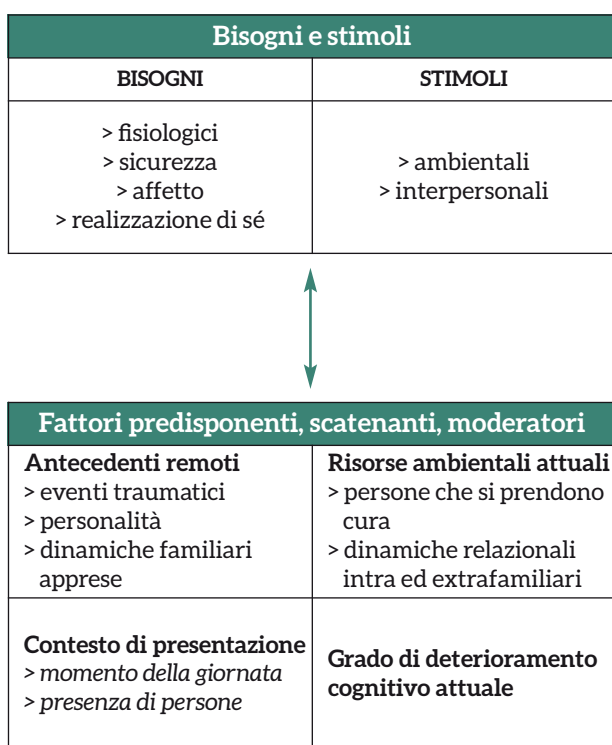 Bisogni e stimoli
BISOGNI
STIMOLI
> fisiologici
> sicurezza
> affetto
> realizzazione di sé
> ambientali
> interpersonali
Fattori predisponenti, scatenanti, moderatori
Antecedenti remoti
> eventi traumatici
> personalità
> dinamiche familiari
apprese
Risorse ambientali attuali
> persone che si prendono
cura
> dinamiche relazionali
intra ed extrafamiliari
Contesto di presentazione
> momento della giornata
> presenza di persone
Grado di deterioramento
cognitivo attuale